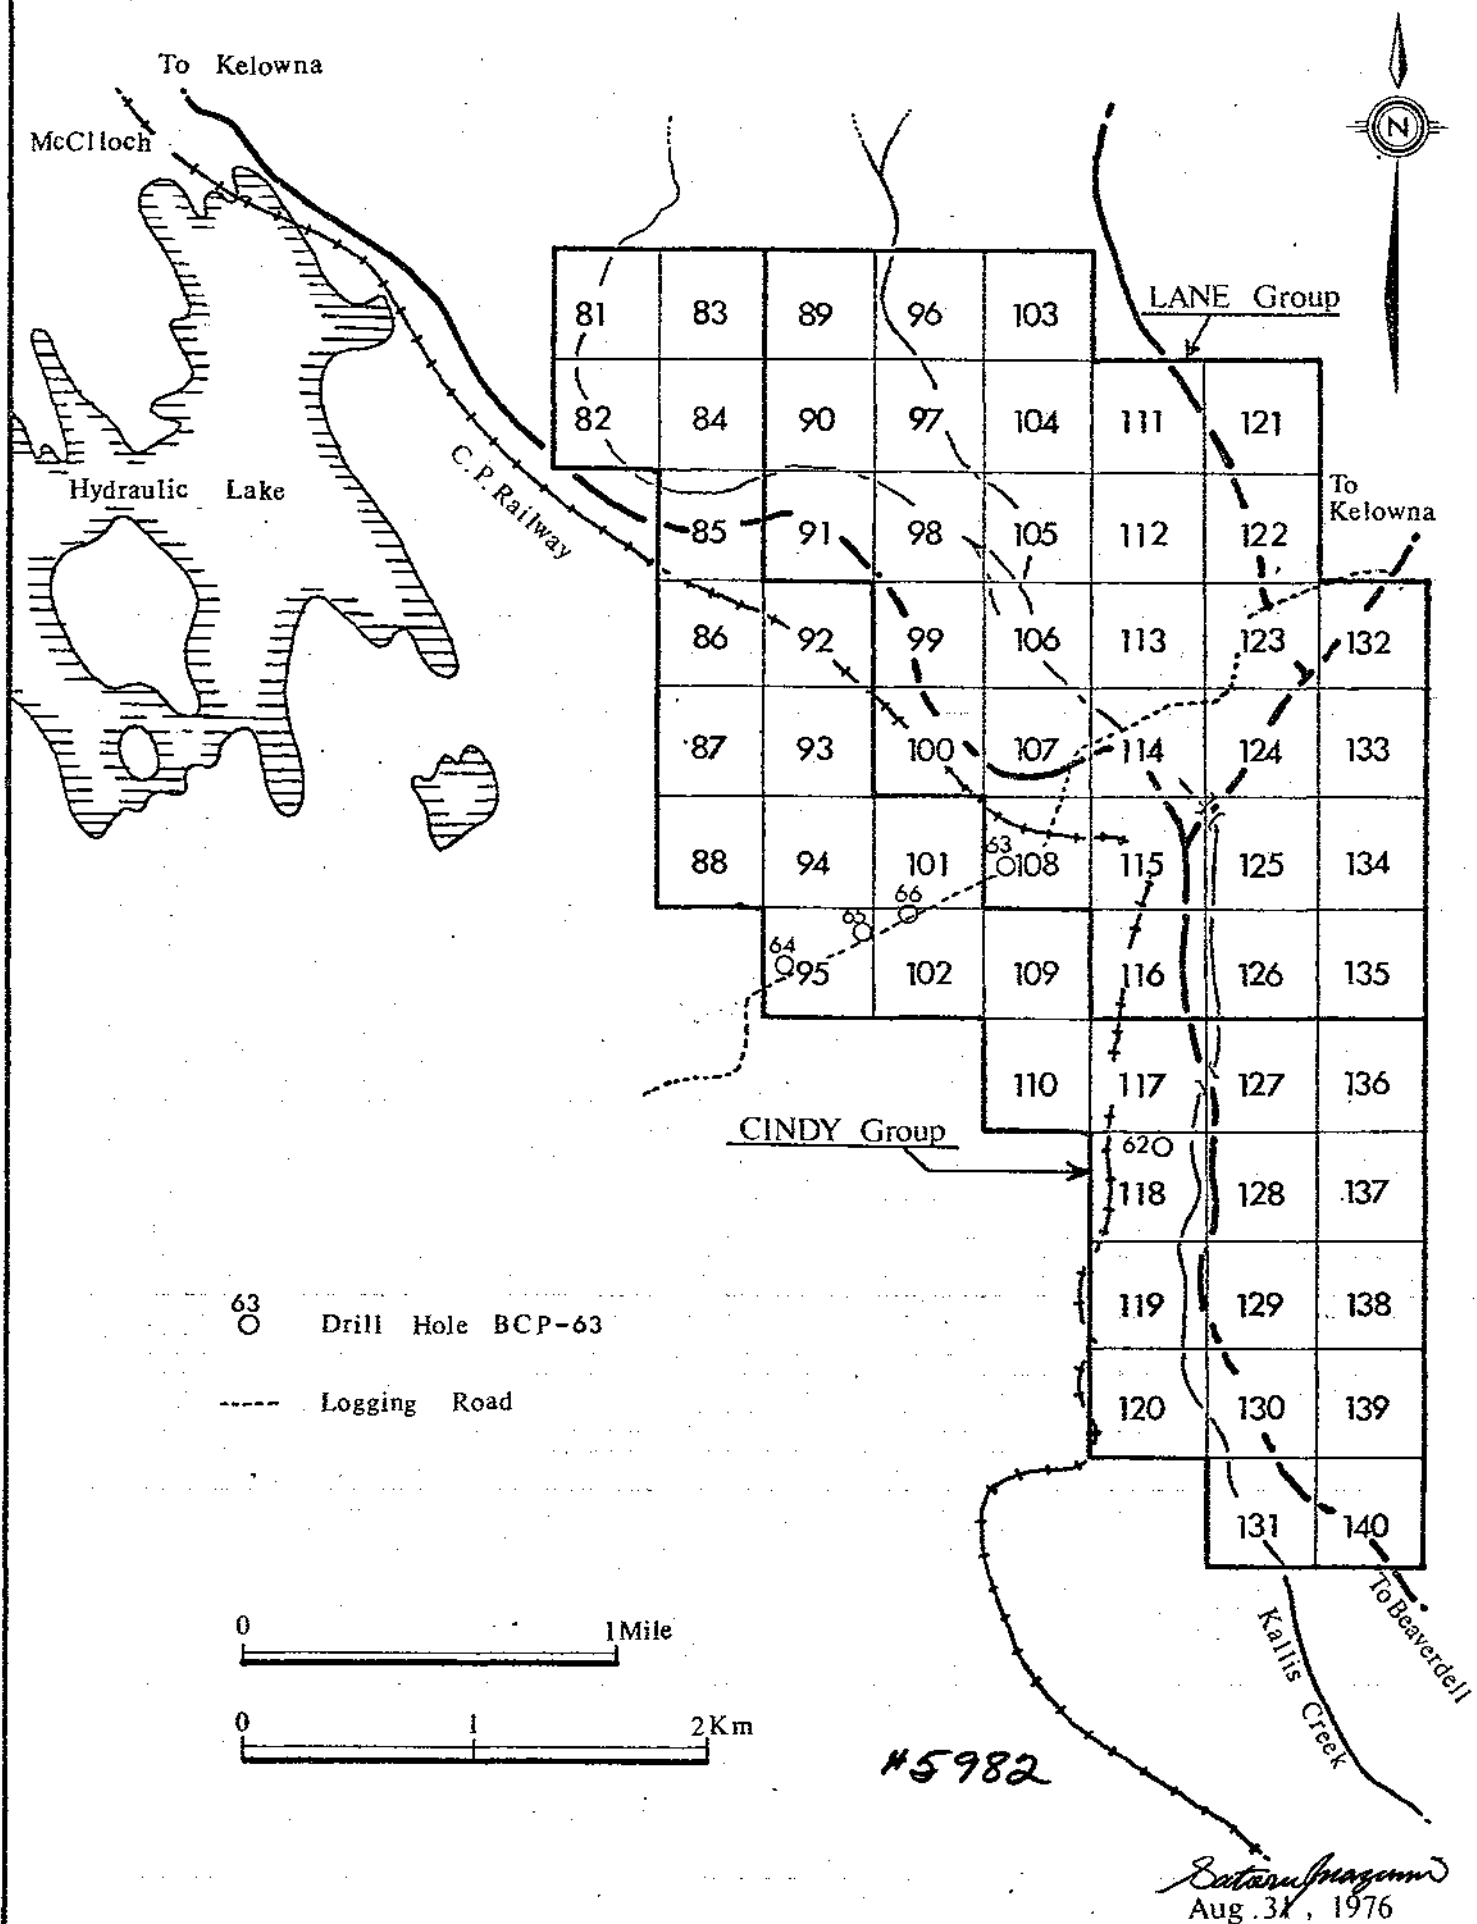 To Kelowna
McClloch
N
LANE Group
81 83 89 96 103
82 84 90 97 104 111 121
Hydraulic Lake
C.P. Railway
To
Kelowna
85 91 98 105 112 122
86 92 99 106 113 123 132
87 93 100 107 114 124 133
63
88 94 101 108 115 125 134
66
65
64
95 102 109 116 126 135
110 117 127 136
CINDY Group
62
118 128 137
119 129 138
120 130 139
131 140
63
Drill Hole BCP-63
Logging Road
To Beaverdell
Kallis Creek
0 1 Mile
0 1 2 Km
#5982
Aug. 31, 1976